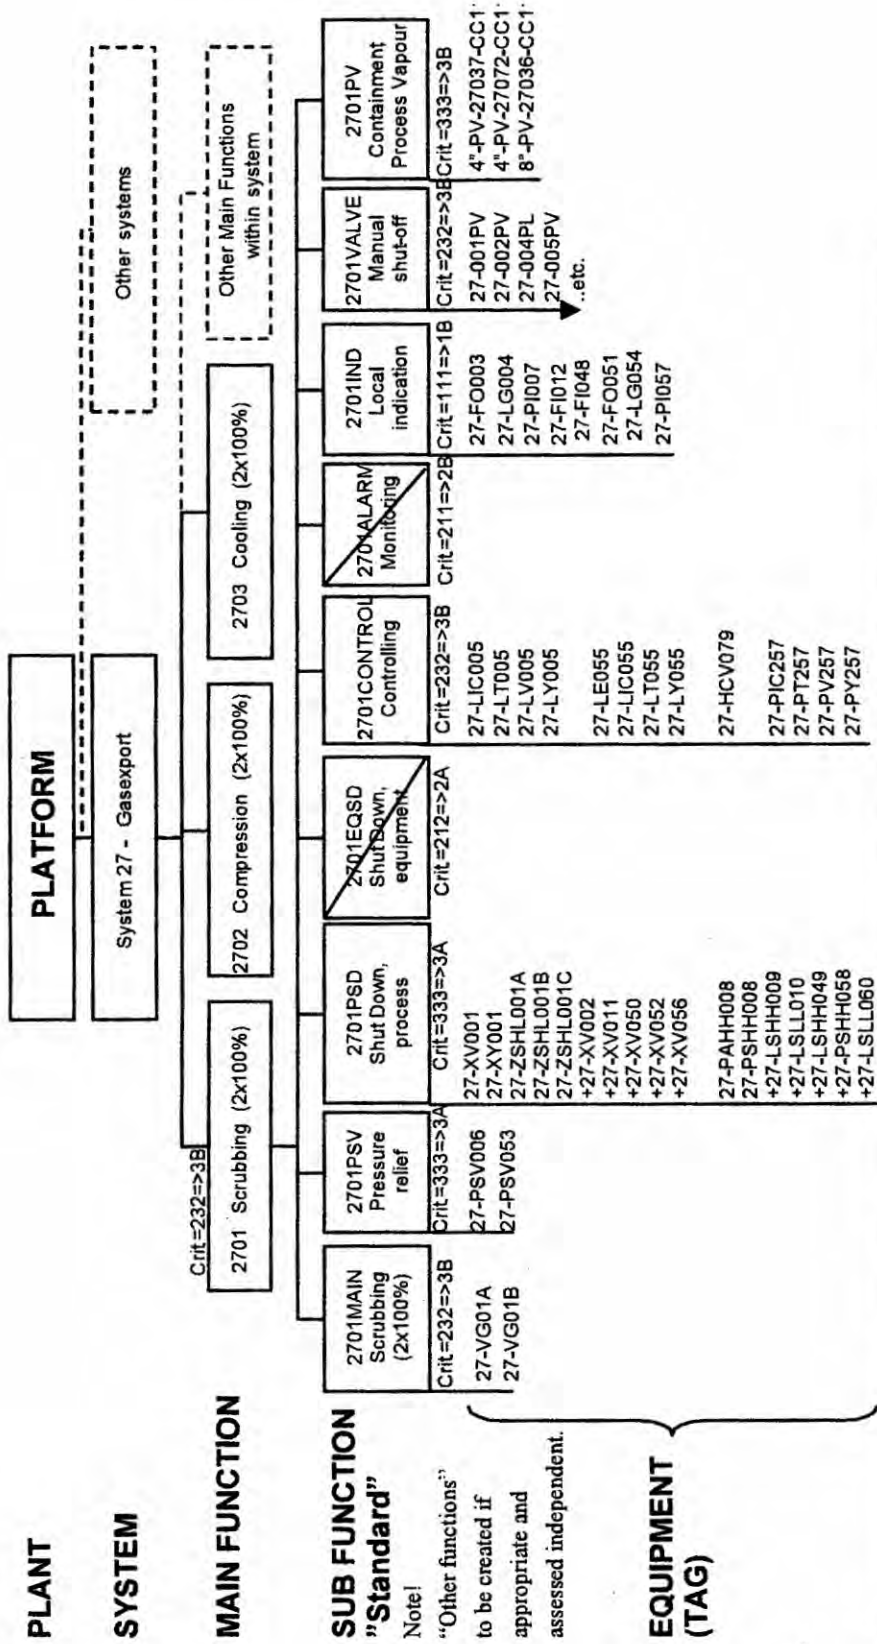 PLANT
PLATFORM
SYSTEM
System 27 - Gasexport
Other systems
MAIN FUNCTION
Crit=232=>3B
2701 Scrubbing (2x100%)
2702 Compression (2x100%)
2703 Cooling (2x100%)
Other Main Functions
within system
SUB FUNCTION
"Standard"
Note!
"Other functions"
to be created if
appropriate and
assessed independent.
2701MAIN
Scrubbing
(2x100%)
Crit=232=>3B
27-VG01A
27-VG01B
2701PSV
Pressure
relief
Crit=333=>3A
27-PSV006
27-PSV053
2701PSD
Shut Down,
process
Crit=333=>3A
27-XV001
27-XY001
27-ZSHL001A
27-ZSHL001B
27-ZSHL001C
+27-XV002
+27-XV011
+27-XV050
+27-XV052
+27-XV056
27-PAHH008
27-PSHH008
+27-LSHH009
+27-LSLL010
+27-LSHH049
+27-PSHH058
+27-LSLL060
2701EQSD
Shut Down,
equipment
Crit=212=>2A
2701CONTROL
Controlling
Crit=232=>3B
27-LIC005
27-LT005
27-LV005
27-LY005
27-LE055
27-LIC055
27-LT055
27-LY055
27-HCV079
27-PIC257
27-PT257
27-PV257
27-PY257
2701ALARM
Monitoring
Crit=211=>2B
2701IND
Local
indication
Crit=111=>1B
27-FO003
27-LG004
27-PI007
27-FI012
27-FI048
27-FO051
27-LG054
27-PI057
2701VALVE
Manual
shut-off
Crit=232=>3B
27-001PV
27-002PV
27-004PL
27-005PV
..etc.
2701PV
Containment
Process Vapour
Crit=333=>3B
4"-PV-27037-CC1
4"-PV-27072-CC1
8"-PV-27036-CC1
EQUIPMENT
(TAG)